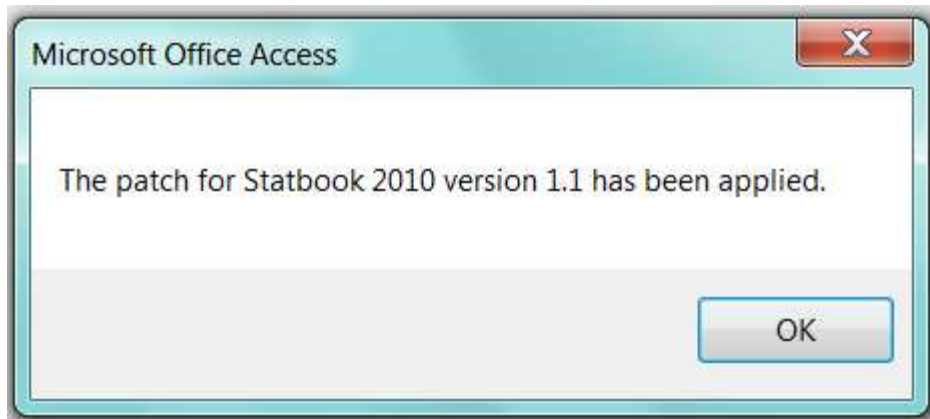 Microsoft Office Access
The patch for Statbook 2010 version 1.1 has been applied.
OK